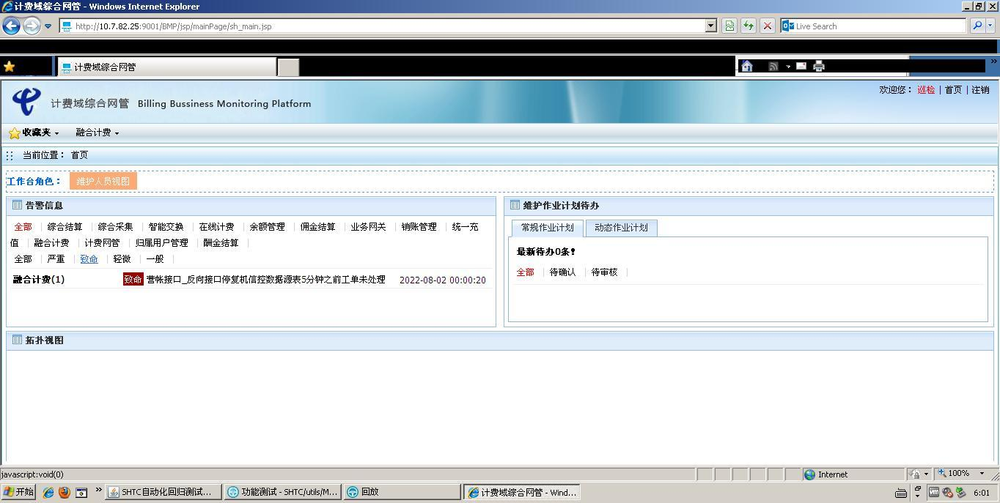 计费域综合网管 - Windows Internet Explorer
http://10.7.82.25:9001/BMP/jsp/mainPage/sh_main.jsp
Live Search
计费域综合网管
»
计费域综合网管 Billing Bussiness Monitoring Platform
欢迎您： 巡检 | 首页 | 注销
收藏夹 融合计费
当前位置： 首页
工作台角色： 维护人员视图
告警信息
全部 综合结算 综合采集 智能交换 在线计费 余额管理 佣金结算 业务网关 销账管理 统一充
值 融合计费 计费网管 归属用户管理 酬金结算
全部 严重 致命 轻微 一般
融合计费(1) 致命 营帐接口_反向接口停复机信控数据源表5分钟之前工单未处理 2022-08-02 00:00:20
维护作业计划待办
常规作业计划 动态作业计划
最新待办0条!
全部 待确认 待审核
拓扑视图
javascript:void(0)
Internet
100%
开始
»
SHTC自动化回归测试...
功能测试 - SHTC/utils/M...
回放
计费域综合网管 - Wind...
6:01